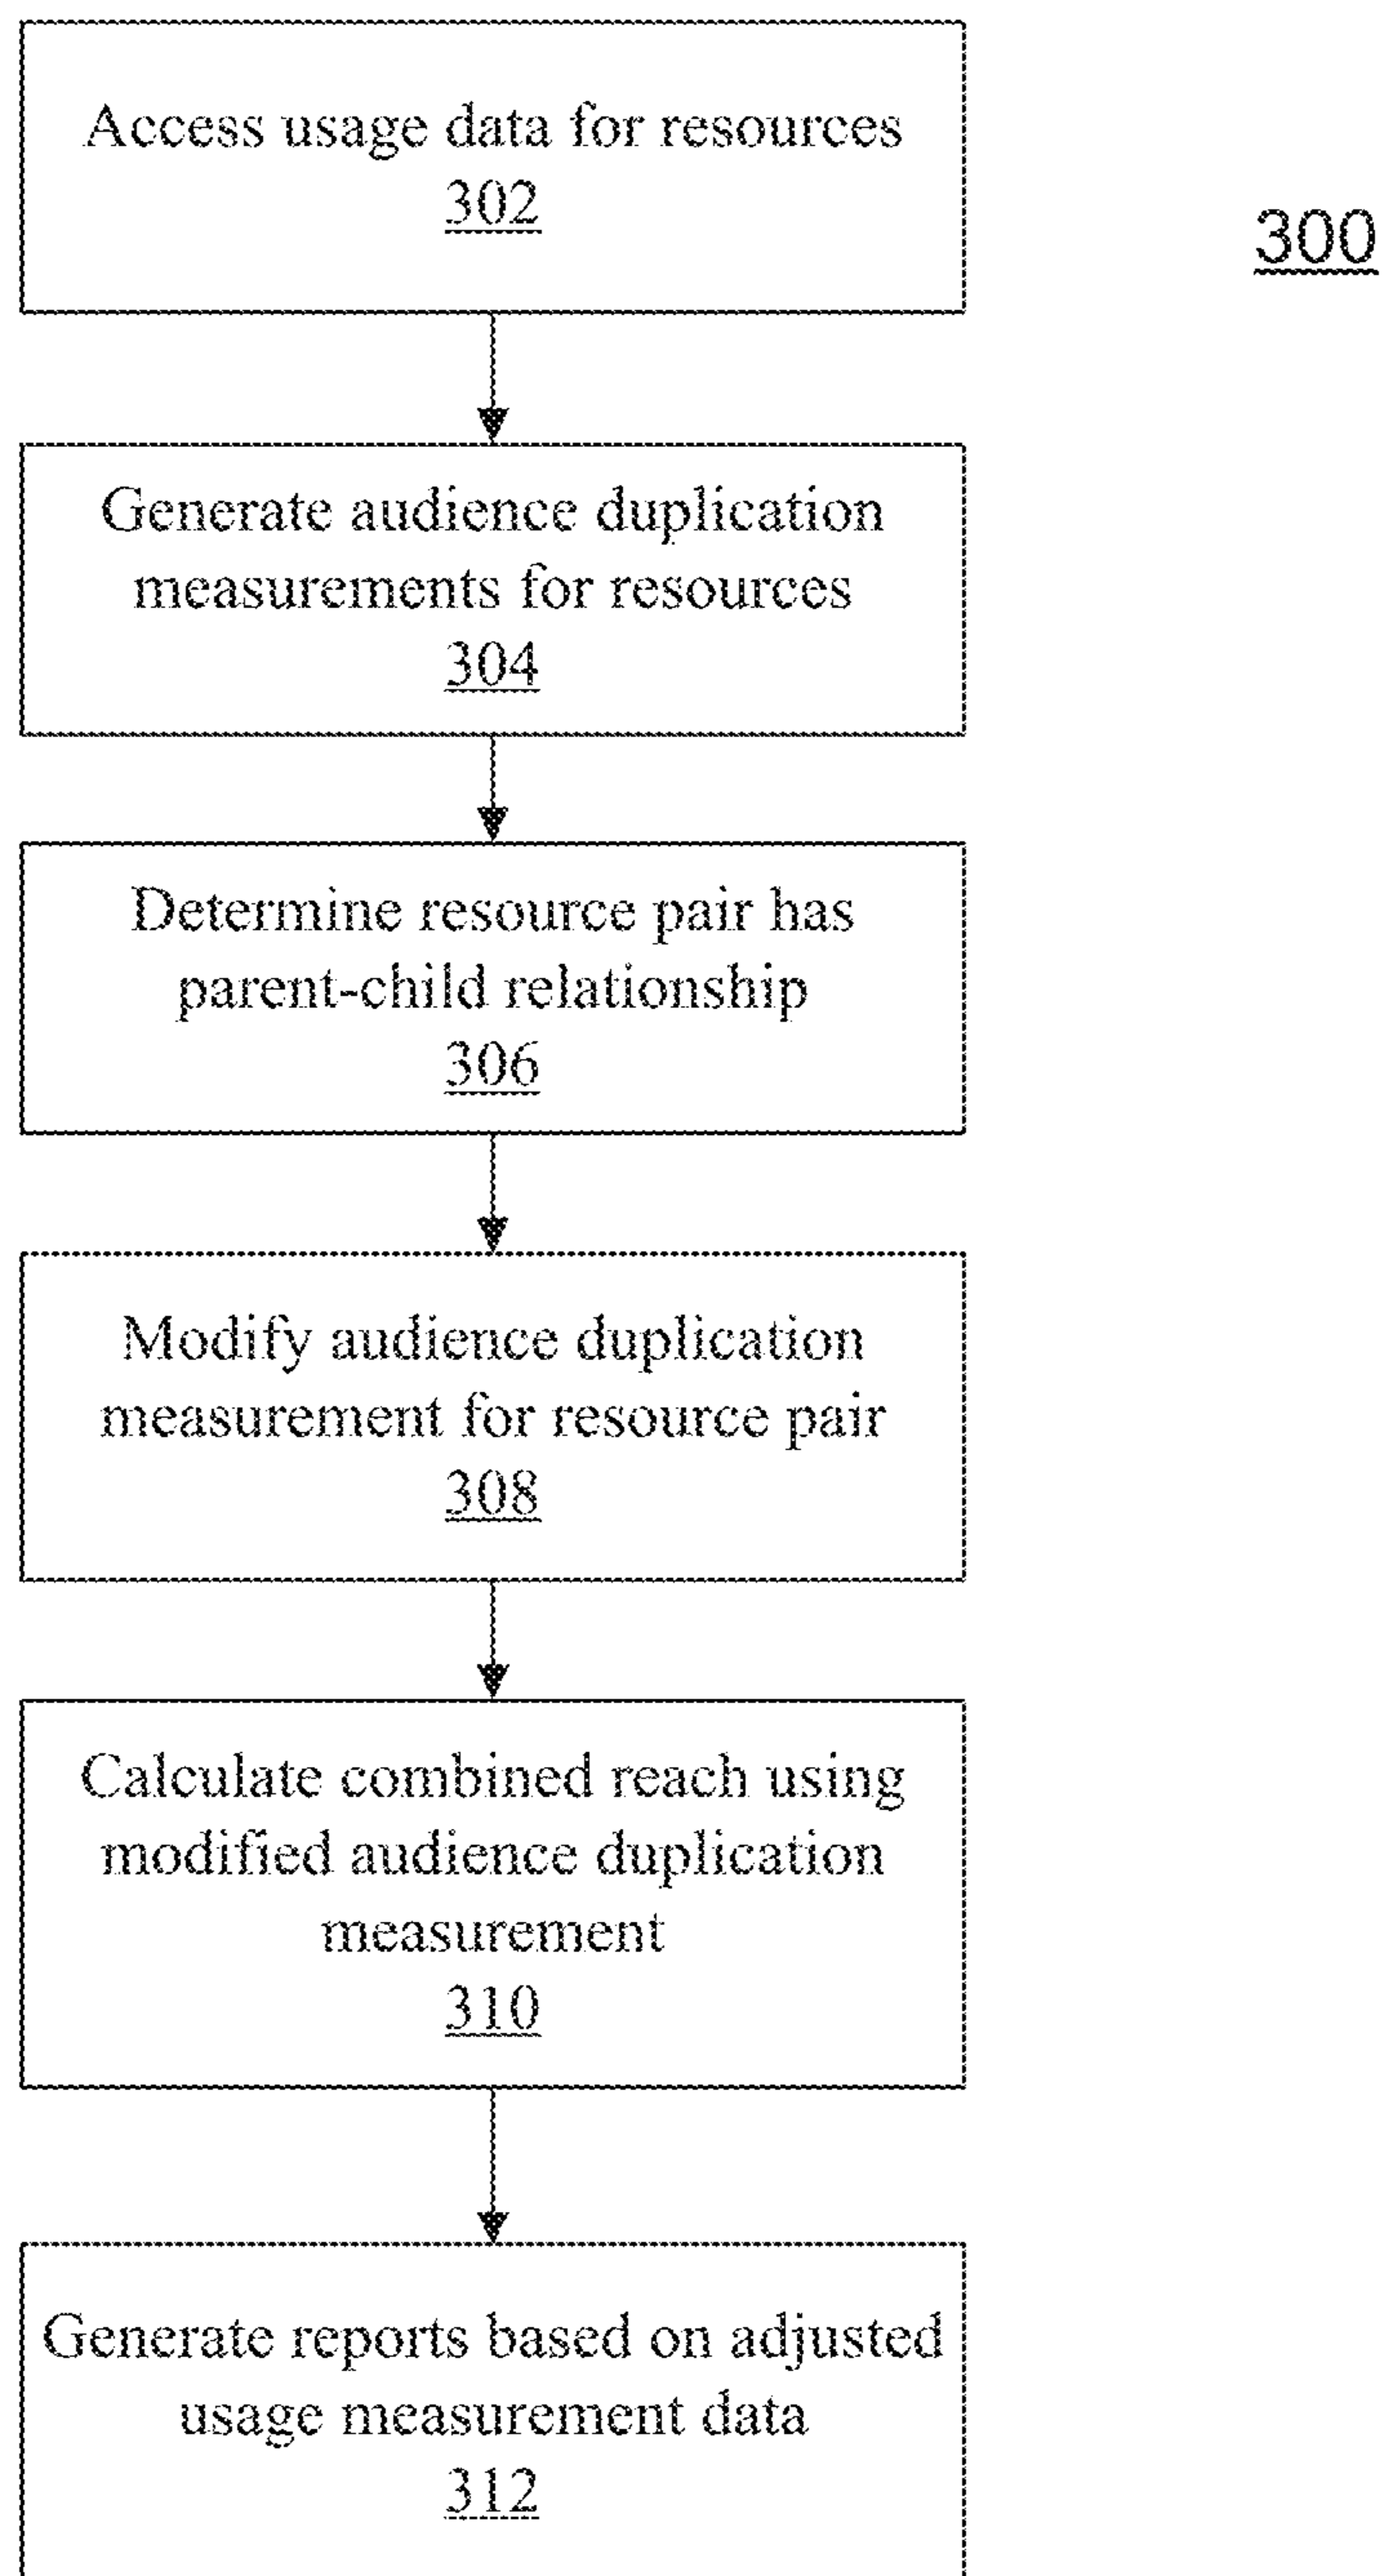 Access usage data for resources
302
300
Generate audience duplication
measurements for resources
304
Determine resource pair has
parent-child relationship
306
Modify audience duplication
measurement for resource pair
308
Calculate combined reach using
modified audience duplication
measurement
310
Generate reports based on adjusted
usage measurement data
312